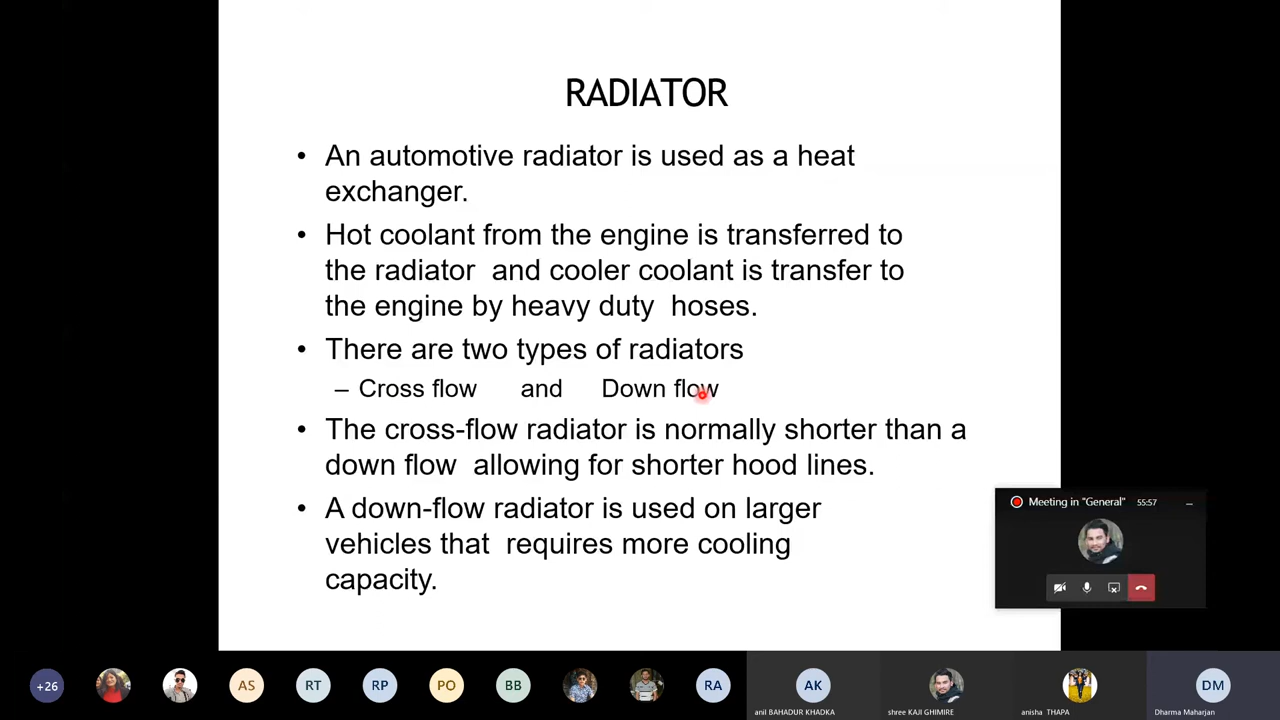 RADIATOR
• An automotive radiator is used as a heat
exchanger.
• Hot coolant from the engine is transferred to
the radiator and cooler coolant is transfer to
the engine by heavy duty hoses.
• There are two types of radiators
– Cross flow and Down flow
• The cross-flow radiator is normally shorter than a
down flow allowing for shorter hood lines.
• A down-flow radiator is used on larger
vehicles that requires more cooling
capacity.
Meeting in "General" 55:57
+26 AS RT RP PO BB RA AK DM
anil BAHADUR KHADKA shree KAJI GHIMIRE anisha THAPA Dharma Maharjan